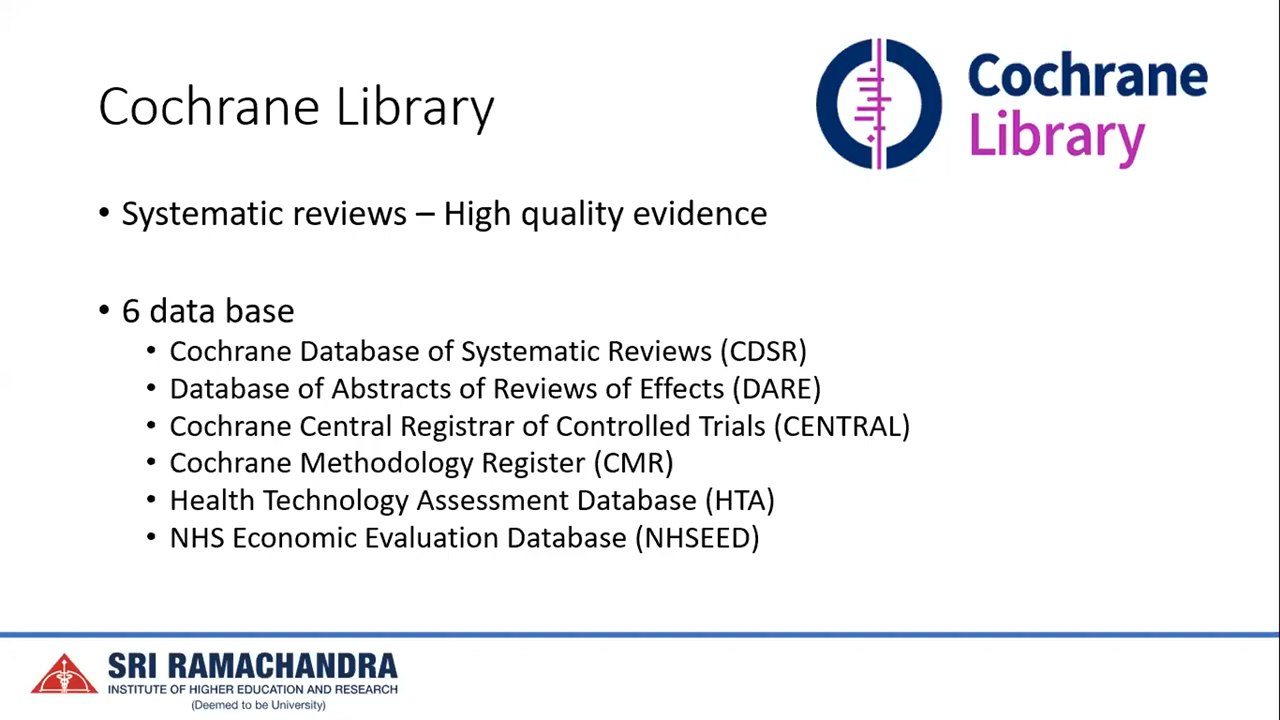 Cochrane Library
Cochrane
Library
• Systematic reviews – High quality evidence
• 6 data base
• Cochrane Database of Systematic Reviews (CDSR)
• Database of Abstracts of Reviews of Effects (DARE)
• Cochrane Central Registrar of Controlled Trials (CENTRAL)
• Cochrane Methodology Register (CMR)
• Health Technology Assessment Database (HTA)
• NHS Economic Evaluation Database (NHSEED)
SRI RAMACHANDRA
INSTITUTE OF HIGHER EDUCATION AND RESEARCH
(Deemed to be University)